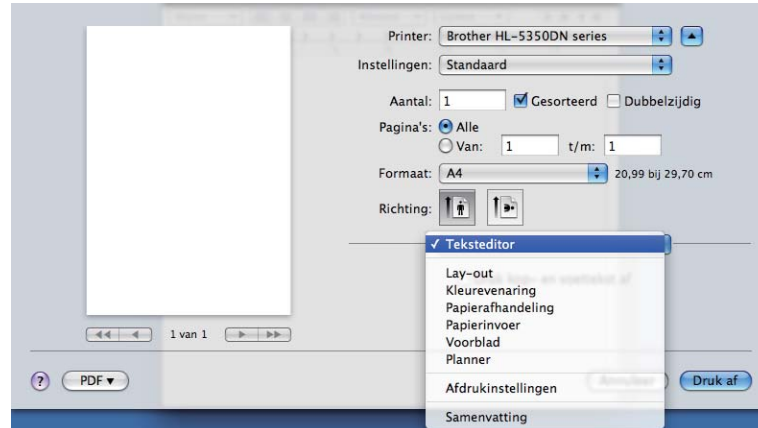 Printer: Brother HL-5350DN series
Instellingen: Standaard
Aantal: 1 Gesorteerd Dubbelzijdig
Pagina's: Alle
Van: 1 t/m: 1
Formaat: A4 20,99 bij 29,70 cm
Richting:
✓ Teksteditor
Lay-out
Kleurevenaring
Papierafhandeling
Papierinvoer
Voorblad
Planner
Afdrukinstellingen
Samenvatting
1 van 1
? PDF ▾ Annuleer Druk af